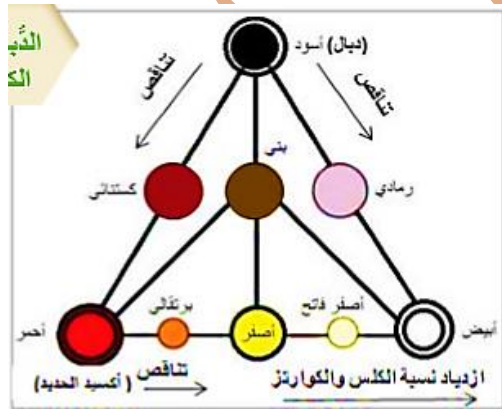 (دبال) أسود
تناقص
تناقص
بني
كستنائي
رمادي
برتقالي
أصفر فاتح
أحمر
أصفر
أبيض
تناقص
(أكسيد الحديد)
ازدياد نسبة الكلس والكوارتز